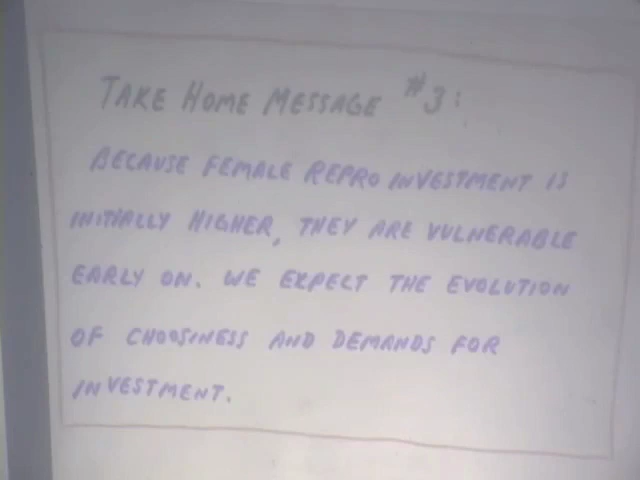 TAKE HOME MESSAGE #3:
BECAUSE FEMALE REPRO INVESTMENT IS
INITIALLY HIGHER, THEY ARE VULNERABLE
EARLY ON. WE EXPECT THE EVOLUTION
OF CHOOSINESS AND DEMANDS FOR
INVESTMENT.